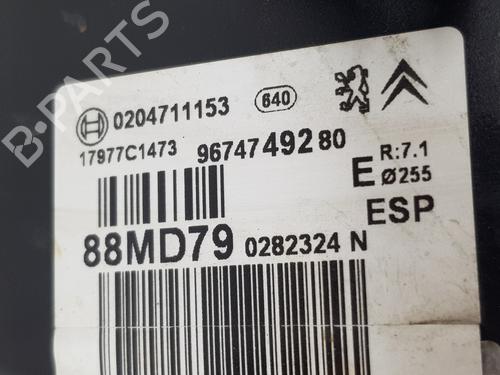 B-PARTS
0204711153 640
17977C1473 9674749280
E R:7.1
Ø255
ESP
88MD79 0282324 N